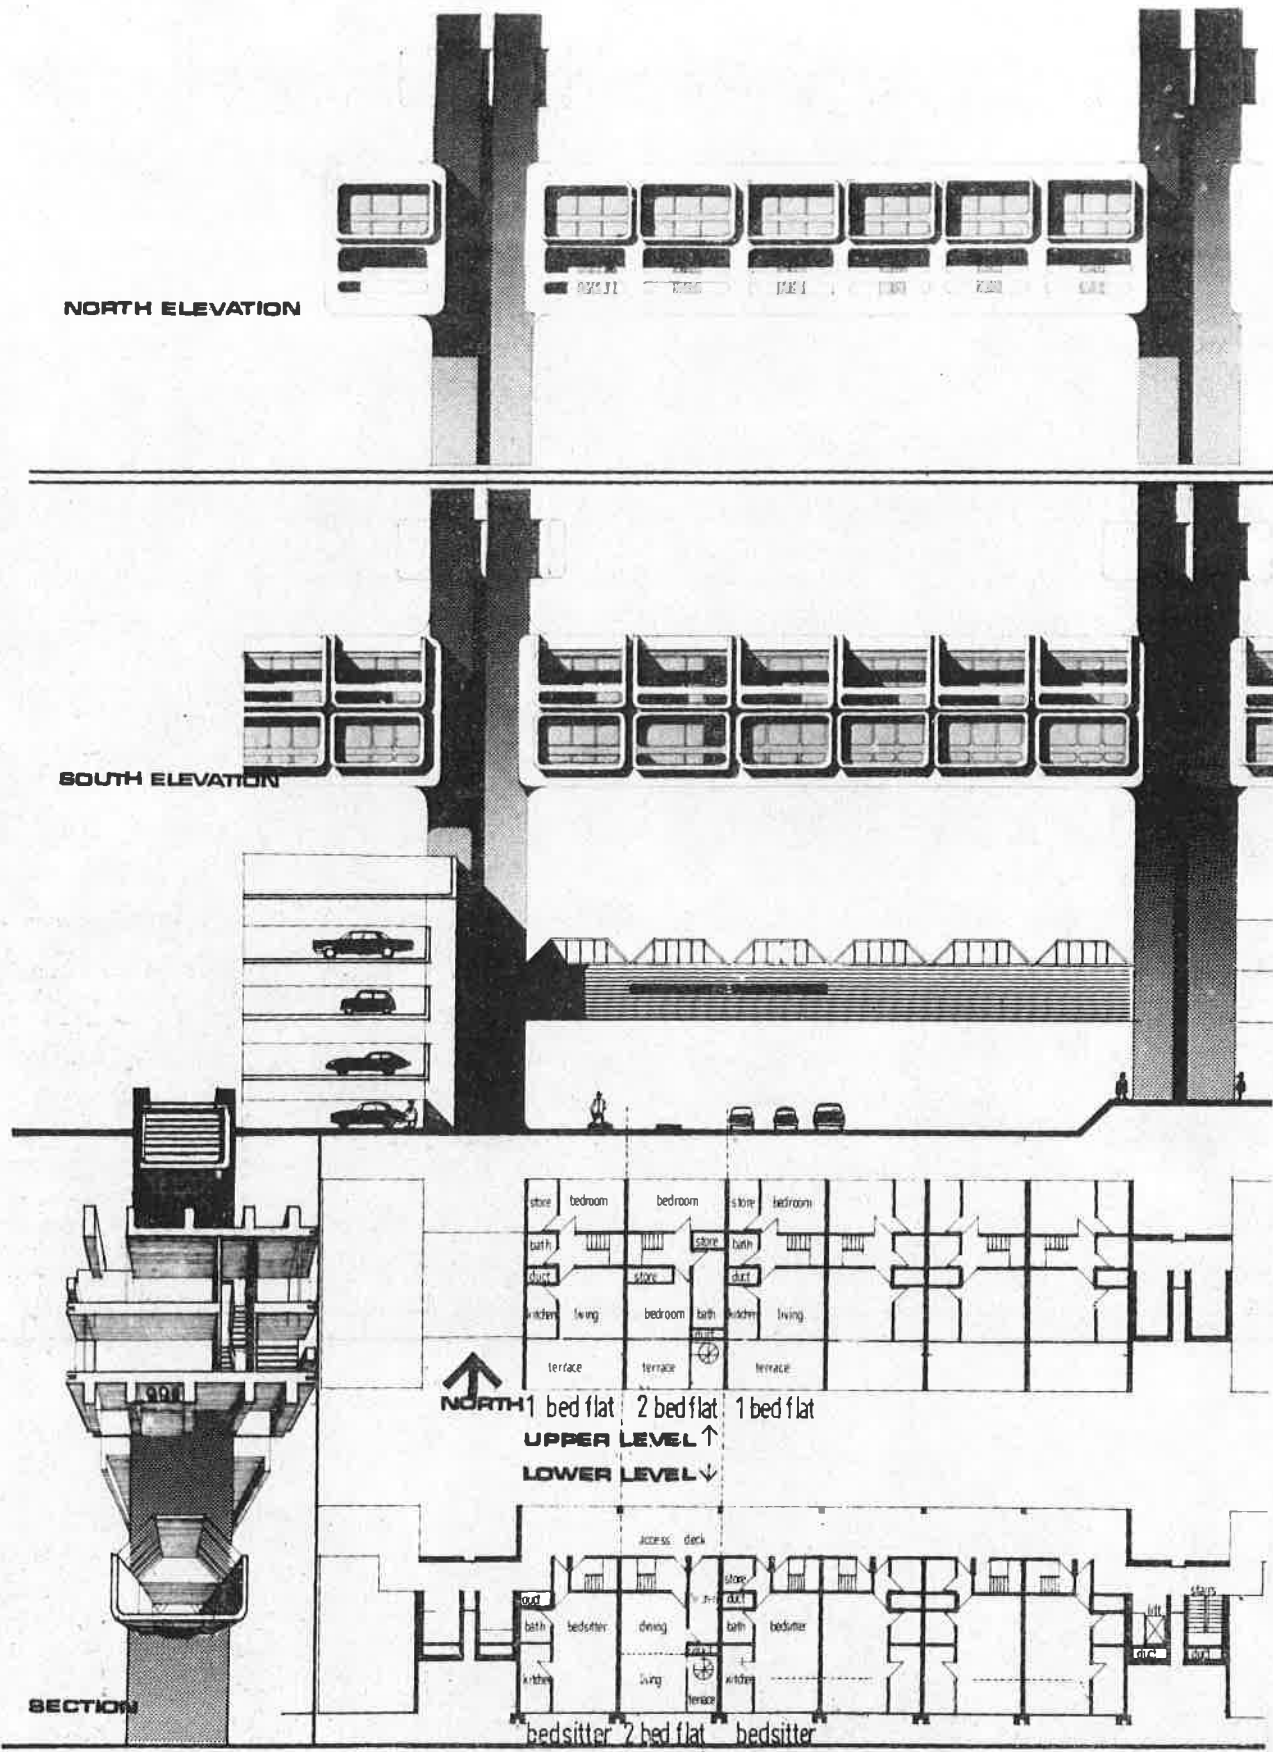 NORTH ELEVATION
SOUTH ELEVATION
store bedroom bedroom store bedroom
bath store bath
duct store duct
kitchen living bedroom bath kitchen living
duct
terrace terrace terrace
NORTH 1 bed flat 2 bed flat 1 bed flat
UPPER LEVEL ↑
LOWER LEVEL ↓
access deck
store stairs
duct duct lift
bath bedsitter dining bath bedsitter
duct duct
kitchen living kitchen
terrace
SECTION
bedsitter 2 bed flat bedsitter